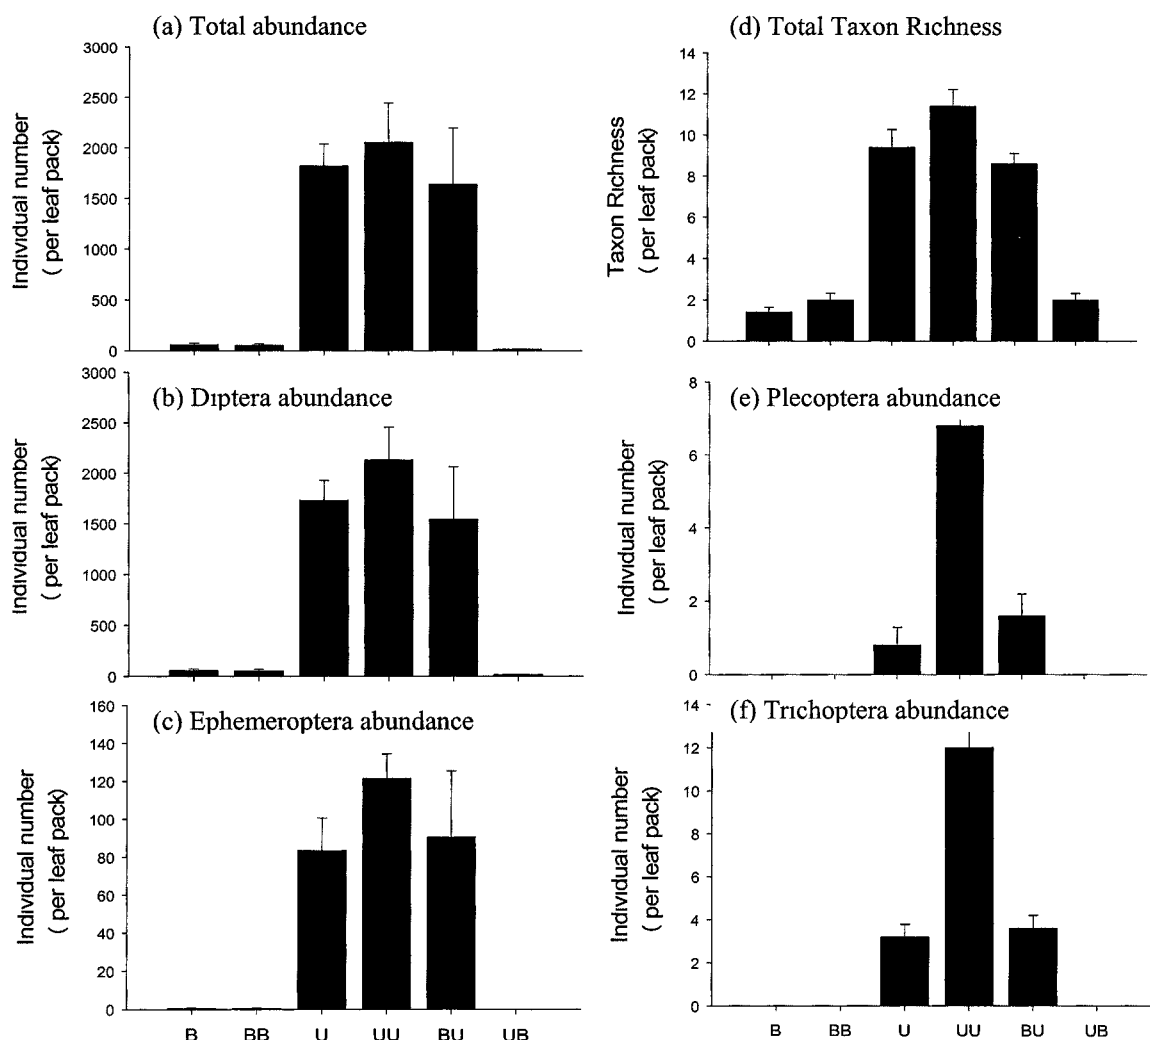 (a) Total abundance
3000
2500
2000
1500
1000
500
0
Individual number
( per leaf pack)
(b) Diptera abundance
3000
2500
2000
1500
1000
500
0
Individual number
( per leaf pack)
(c) Ephemeroptera abundance
160
140
120
100
80
60
40
20
0
Individual number
( per leaf pack)
B BB U UU BU UB
(d) Total Taxon Richness
14
12
10
8
6
4
2
0
Taxon Richness
( per leaf pack)
(e) Plecoptera abundance
8
6
4
2
0
Individual number
( per leaf pack)
(f) Trichoptera abundance
14
12
10
8
6
4
2
0
Individual number
( per leaf pack)
B BB U UU BU UB